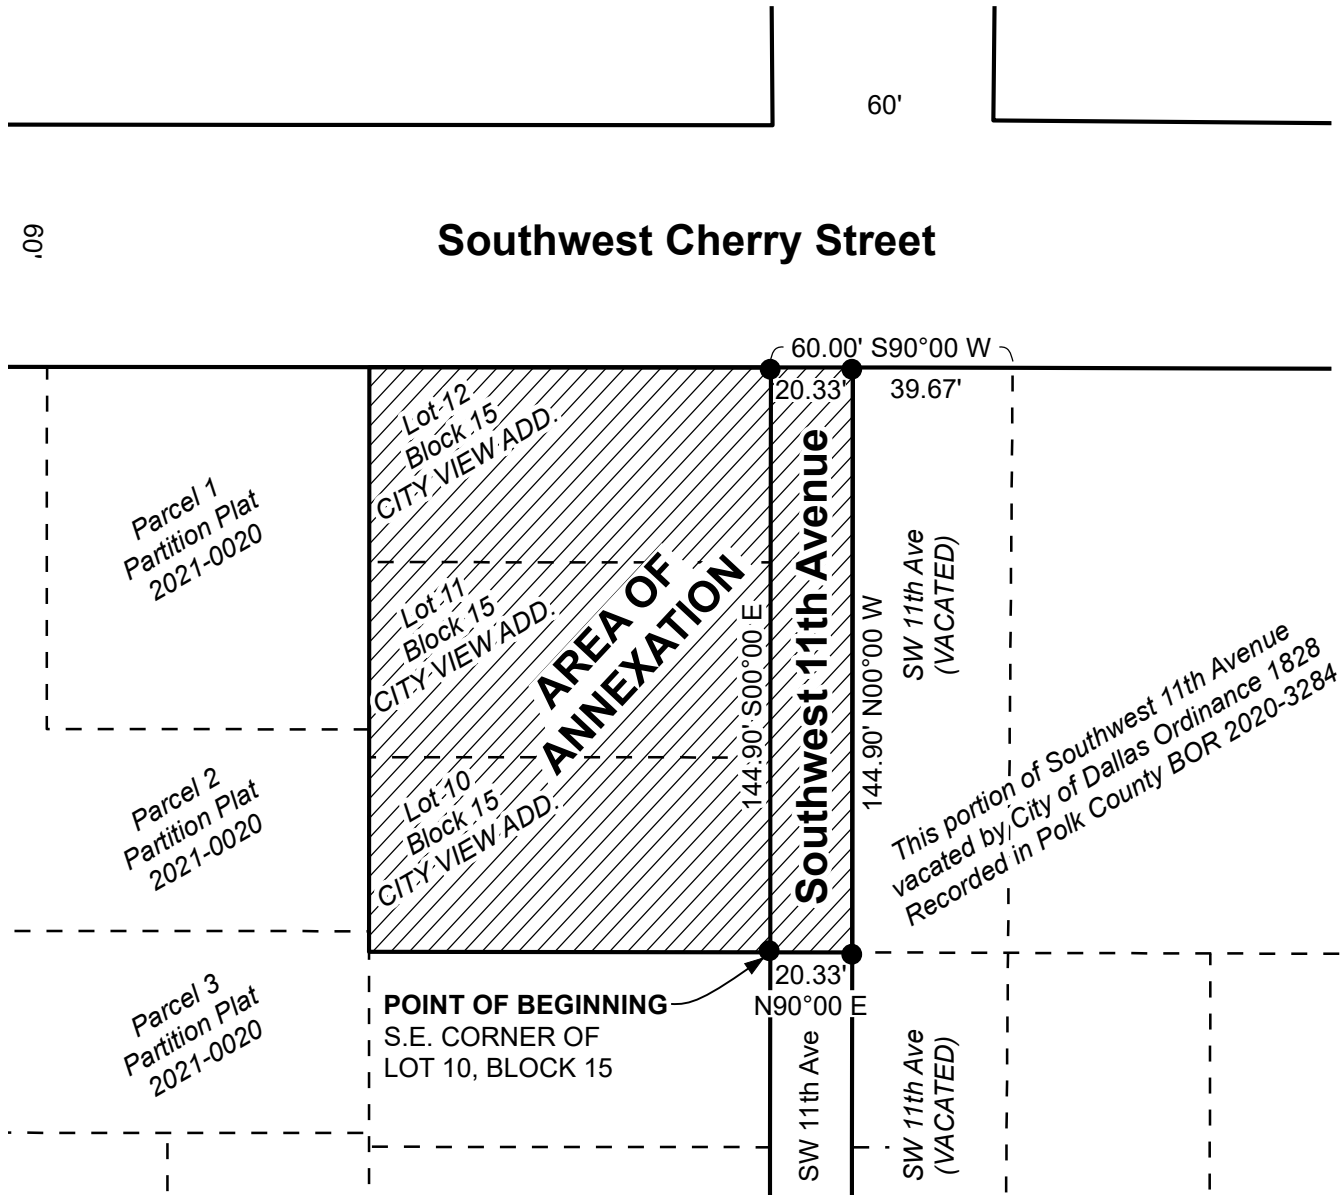 60'
60'
Southwest Cherry Street
60.00' S90°00 W
20.33'
39.67'
Lot 12
Block 15
CITY VIEW ADD.
Parcel 1
Partition Plat
2021-0020
Lot 11
Block 15
CITY VIEW ADD.
AREA OF
ANNEXATION
144.90' S00°00 E
Southwest 11th Avenue
144.90' N00°00 W
SW 11th Ave
(VACATED)
This portion of Southwest 11th Avenue
vacated by City of Dallas Ordinance 1828
Recorded in Polk County BOR 2020-3284
Parcel 2
Partition Plat
2021-0020
Lot 10
Block 15
CITY VIEW ADD.
Parcel 3
Partition Plat
2021-0020
POINT OF BEGINNING
S.E. CORNER OF
LOT 10, BLOCK 15
20.33'
N90°00 E
SW 11th Ave
SW 11th Ave
(VACATED)